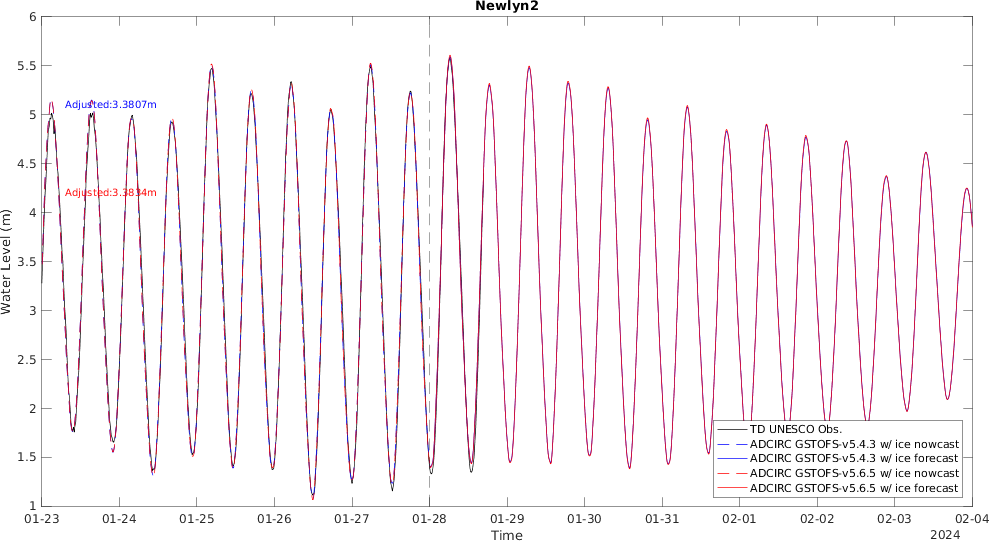 Newlyn2
6
5.5
5
4.5
4
3.5
3
2.5
2
1.5
1
Water Level (m)
Adjusted:3.3807m
Adjusted:3.3834m
TD UNESCO Obs.
ADCIRC GSTOFS-v5.4.3 w/ ice nowcast
ADCIRC GSTOFS-v5.4.3 w/ ice forecast
ADCIRC GSTOFS-v5.6.5 w/ ice nowcast
ADCIRC GSTOFS-v5.6.5 w/ ice forecast
01-23 01-24 01-25 01-26 01-27 01-28 01-29 01-30 01-31 02-01 02-02 02-03 02-04
Time
2024